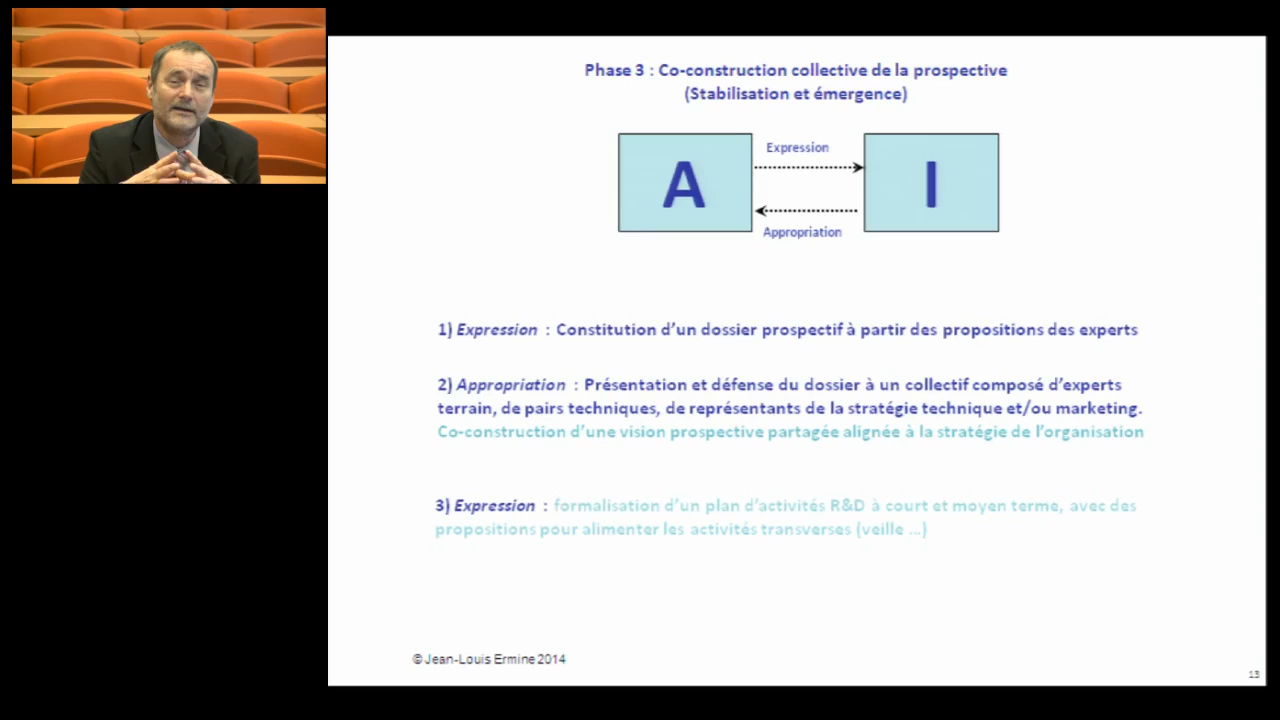 Phase 3 : Co-construction collective de la prospective
(Stabilisation et émergence)
A
Expression
I
Appropriation
1) Expression : Constitution d'un dossier prospectif à partir des propositions des experts
2) Appropriation : Présentation et défense du dossier à un collectif composé d'experts
terrain, de pairs techniques, de représentants de la stratégie technique et/ou marketing.
Co-construction d'une vision prospective partagée alignée à la stratégie de l'organisation
3) Expression : formalisation d'un plan d'activités R&D à court et moyen terme, avec des
propositions pour alimenter les activités transverses (veille ...)
© Jean-Louis Ermine 2014
13